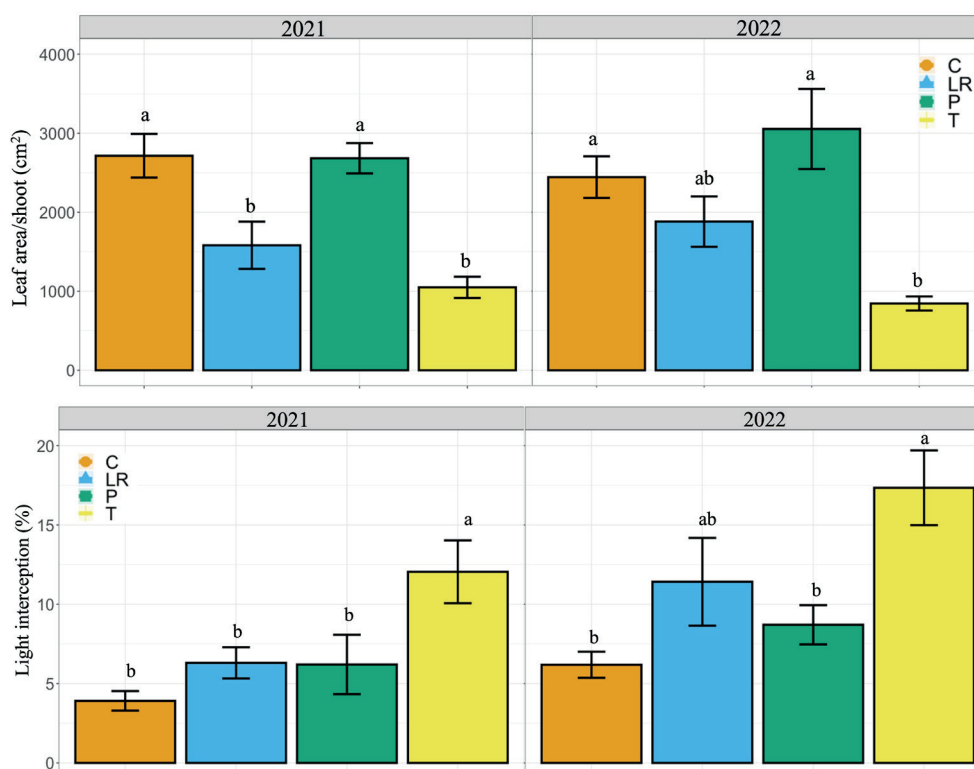 2021 2022
Leaf area/shoot (cm²)
4000
3000
2000
1000
0
a
b
a
b
a
ab
a
b
C
LR
P
T
2021 2022
Light interception (%)
20
15
10
5
0
C
LR
P
T
b
b
b
a
b
ab
b
a